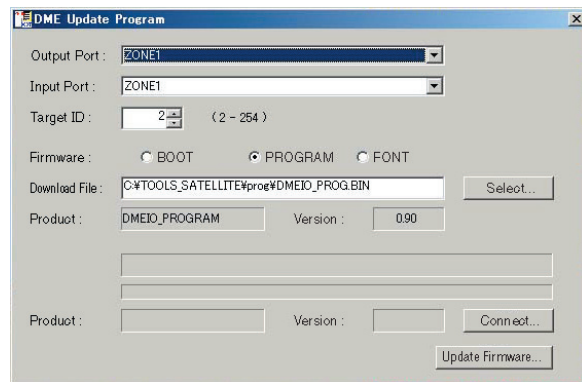 DME Update Program
Output Port : ZONE1
Input Port : ZONE1
Target ID : 2 ( 2 - 254 )
Firmware : BOOT PROGRAM FONT
Download File : C:¥TOOLS_SATELLITE¥prog¥DMEIO_PROG.BIN Select...
Product : DMEIO_PROGRAM Version : 0.90
Product : Version : Connect...
Update Firmware...